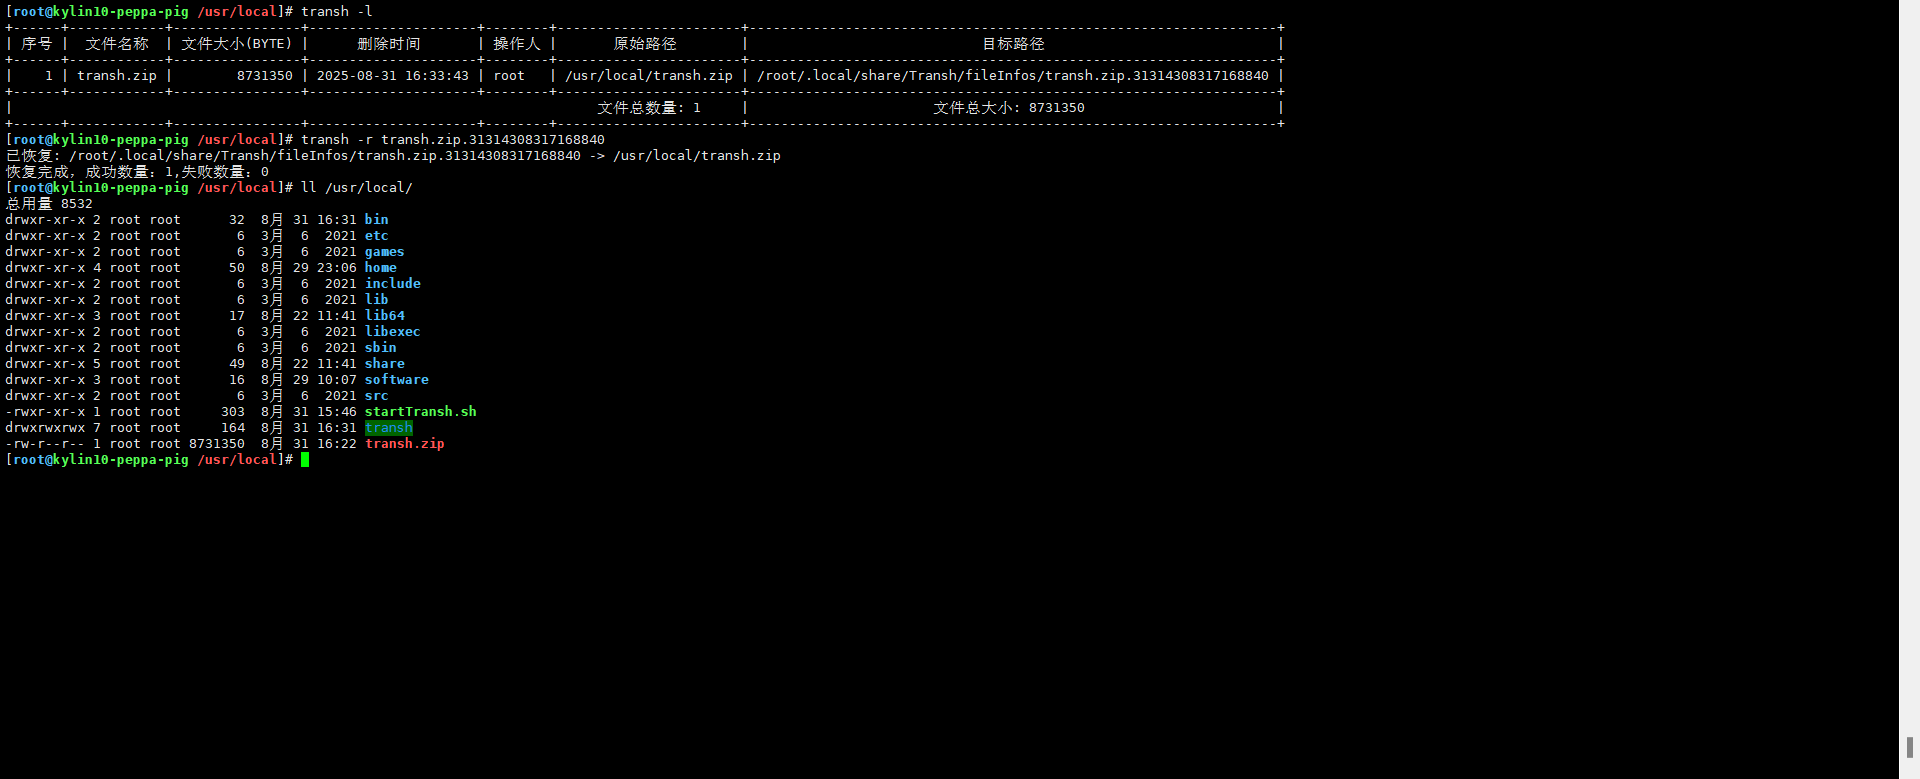 [root@kylin10-peppa-pig /usr/local]# transh -l
+------+------------+----------------+---------------------+--------+-----------------------+------------------------------------------------------------------+
| 序号 | 文件名称 | 文件大小(BYTE) | 删除时间 | 操作人 | 原始路径 | 目标路径 |
+------+------------+----------------+---------------------+--------+-----------------------+------------------------------------------------------------------+
| 1 | transh.zip | 8731350 | 2025-08-31 16:33:43 | root | /usr/local/transh.zip | /root/.local/share/Transh/fileInfos/transh.zip.31314308317168840 |
+------+------------+----------------+---------------------+--------+-----------------------+------------------------------------------------------------------+
| 文件总数量: 1 | 文件总大小: 8731350 |
+------+------------+----------------+---------------------+--------+-----------------------+------------------------------------------------------------------+
[root@kylin10-peppa-pig /usr/local]# transh -r transh.zip.31314308317168840
已恢复: /root/.local/share/Transh/fileInfos/transh.zip.31314308317168840 -> /usr/local/transh.zip
恢复完成，成功数量：1,失败数量：0
[root@kylin10-peppa-pig /usr/local]# ll /usr/local/
总用量 8532
drwxr-xr-x 2 root root      32  8月 31 16:31 bin
drwxr-xr-x 2 root root       6  3月  6  2021 etc
drwxr-xr-x 2 root root       6  3月  6  2021 games
drwxr-xr-x 4 root root      50  8月 29 23:06 home
drwxr-xr-x 2 root root       6  3月  6  2021 include
drwxr-xr-x 2 root root       6  3月  6  2021 lib
drwxr-xr-x 3 root root      17  8月 22 11:41 lib64
drwxr-xr-x 2 root root       6  3月  6  2021 libexec
drwxr-xr-x 2 root root       6  3月  6  2021 sbin
drwxr-xr-x 5 root root      49  8月 22 11:41 share
drwxr-xr-x 3 root root      16  8月 29 10:07 software
drwxr-xr-x 2 root root       6  3月  6  2021 src
-rwxr-xr-x 1 root root     303  8月 31 15:46 startTransh.sh
drwxrwxrwx 7 root root     164  8月 31 16:31 transh
-rw-r--r-- 1 root root 8731350  8月 31 16:22 transh.zip
[root@kylin10-peppa-pig /usr/local]#